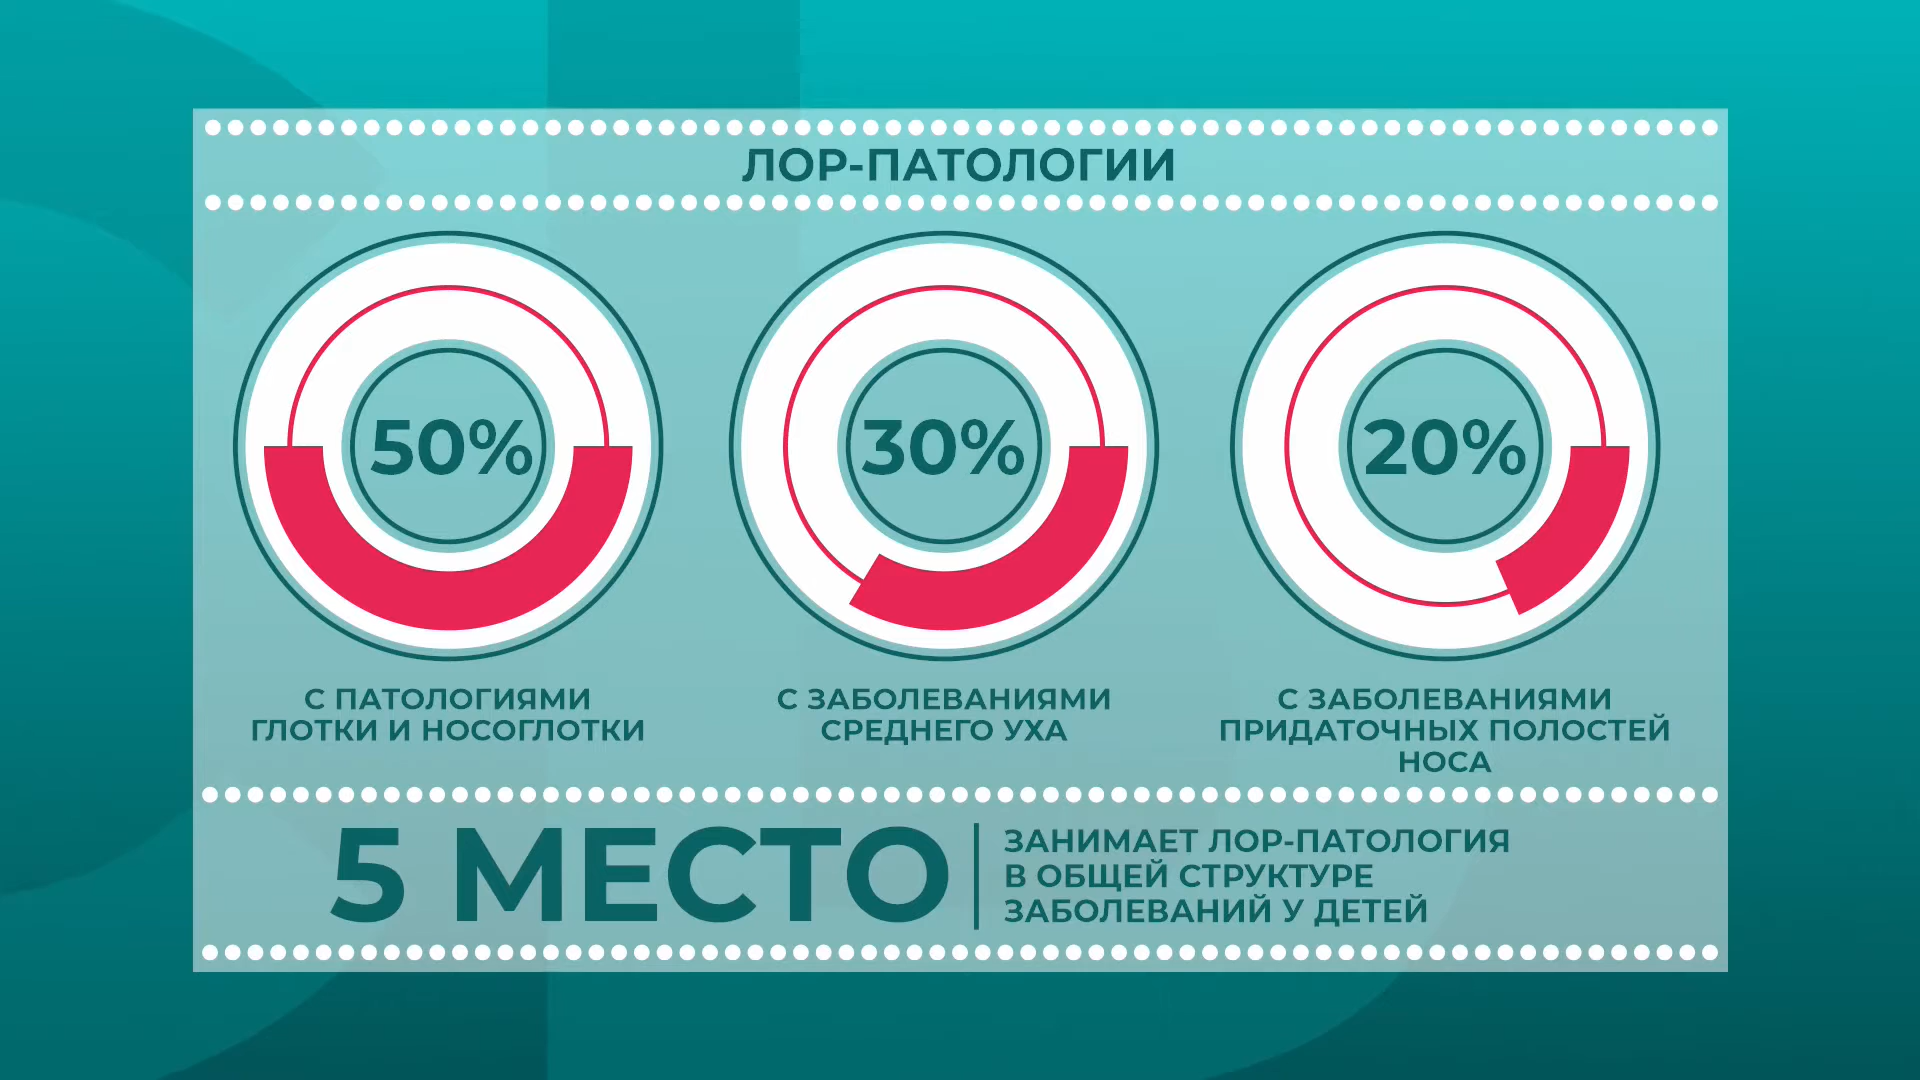 ЛОР-ПАТОЛОГИИ
50%
30%
20%
С ПАТОЛОГИЯМИ
ГЛОТКИ И НОСОГЛОТКИ
С ЗАБОЛЕВАНИЯМИ
СРЕДНЕГО УХА
С ЗАБОЛЕВАНИЯМИ
ПРИДАТОЧНЫХ ПОЛОСТЕЙ
НОСА
5 МЕСТО
ЗАНИМАЕТ ЛОР-ПАТОЛОГИЯ
В ОБЩЕЙ СТРУКТУРЕ
ЗАБОЛЕВАНИЙ У ДЕТЕЙ